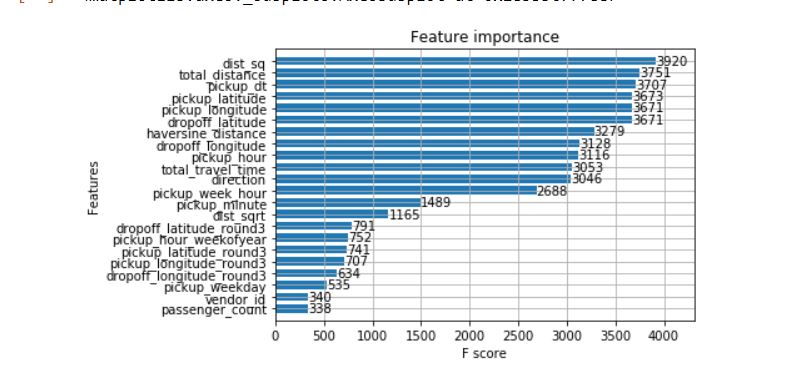 Feature importance
dist_sq 3920
total_distance 3751
pickup_dt 3707
pickup_latitude 3673
pickup_longitude 3671
dropoff_latitude 3671
haversine_distance 3279
dropoff_longitude 3128
pickup_hour 3116
total_travel_time 3053
direction 3046
pickup_week_hour 2688
pickup_minute 1489
dist_sqrt 1165
dropoff_latitude_round3 791
pickup_hour_weekofyear 752
pickup_latitude_round3 741
pickup_longitude_round3 707
dropoff_longitude_round3 634
pickup_weekday 535
vendor_id 340
passenger_count 338
Features
0 500 1000 1500 2000 2500 3000 3500 4000
F score